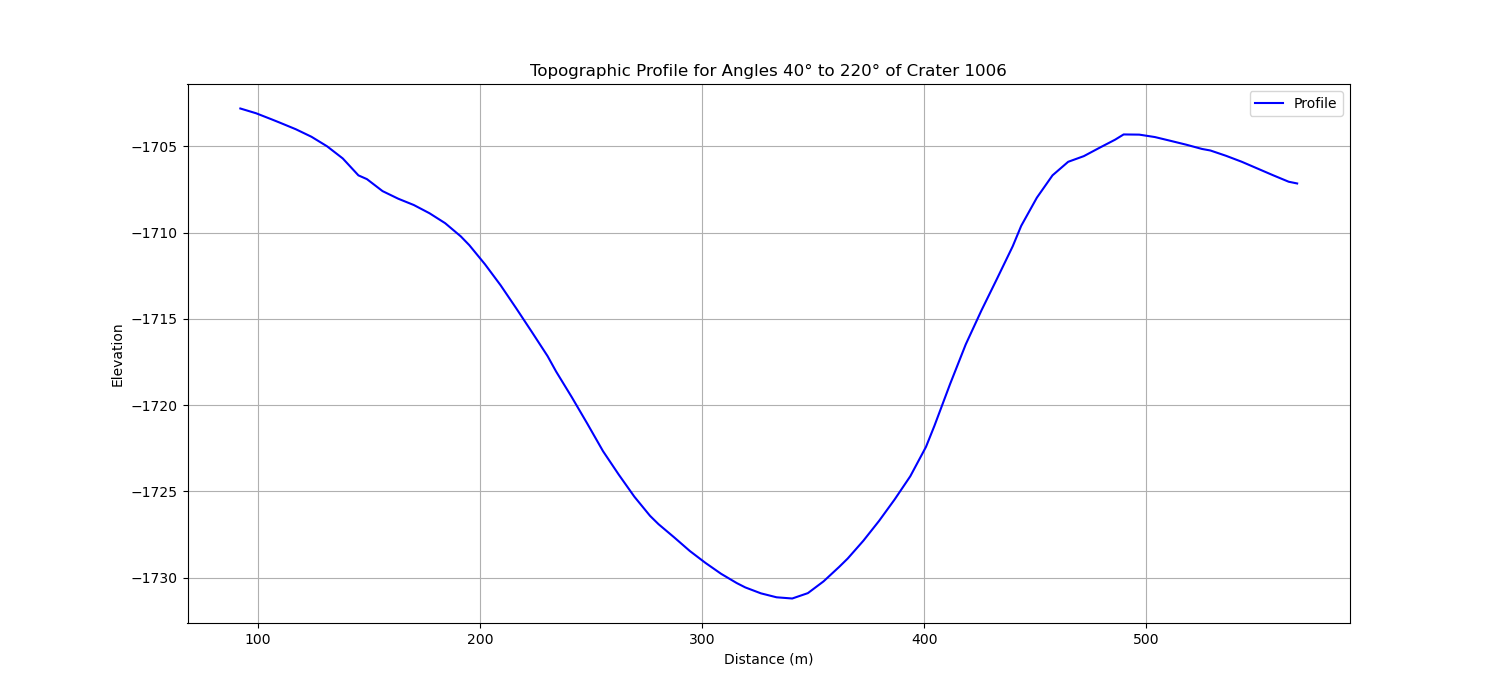 Topographic Profile for Angles 40° to 220° of Crater 1006
Profile
−1705
−1710
−1715
−1720
−1725
−1730
Elevation
100 200 300 400 500
Distance (m)